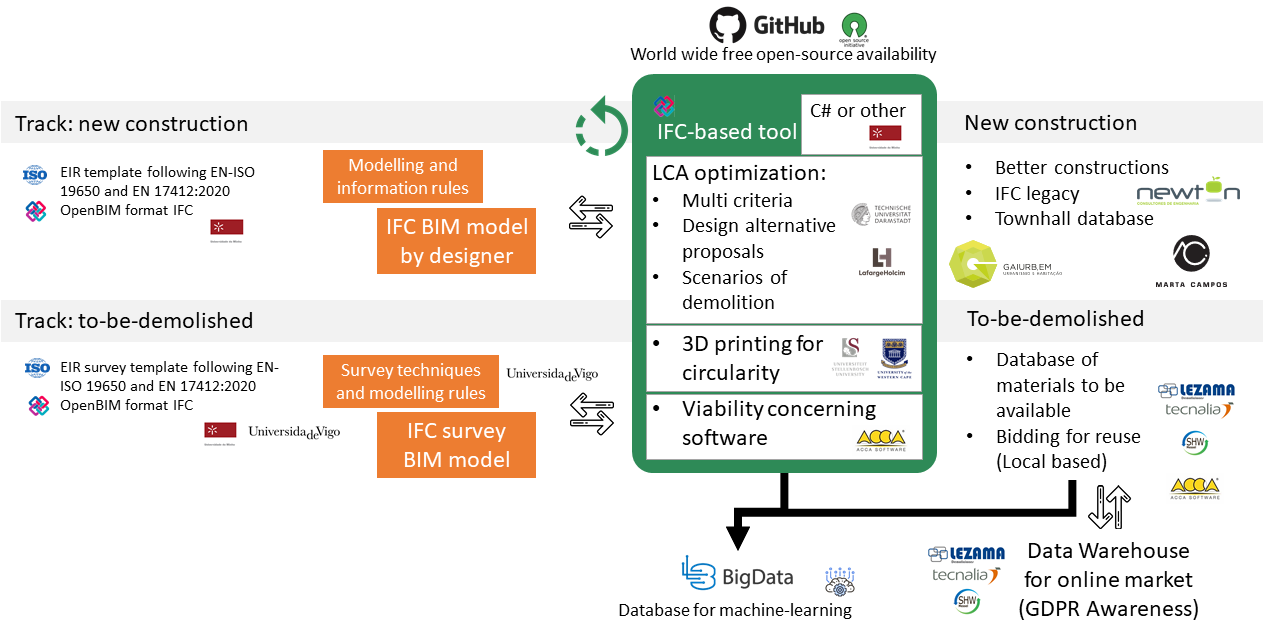 GitHub
open source
initiative
World wide free open-source availability
Track: new construction
ISO
EIR template following EN-ISO
19650 and EN 17412:2020
OpenBIM format IFC
Universidade do Minho
Modelling and
information rules
IFC BIM model
by designer
IFC-based tool
C# or other
Universidade do Minho
LCA optimization:
• Multi criteria
• Design alternative
proposals
• Scenarios of
demolition
TECHNISCHE
UNIVERSITÄT
DARMSTADT
LH
LafargeHolcim
• 3D printing for
circularity
US
UNIVERSITEIT
STELLENBOSCH
UNIVERSITY
UNIVERSITY of the
WESTERN CAPE
• Viability concerning
software
ACCA
ACCA SOFTWARE
New construction
• Better constructions
• IFC legacy
• Townhall database
newton
CONSULTORES DE ENGENHARIA
GAIURB,EM
URBANISMO E HABITAÇÃO
MARTA CAMPOS
Track: to-be-demolished
ISO
EIR survey template following EN-
ISO 19650 and EN 17412:2020
OpenBIM format IFC
Universidade do Minho
UniversidadeVigo
Survey techniques
and modelling rules
UniversidadeVigo
IFC survey
BIM model
To-be-demolished
• Database of
materials to be
available
• Bidding for reuse
(Local based)
LEZAMA
tecnalia
SHW
ACCA
ACCA SOFTWARE
BigData
Database for machine-learning
LEZAMA
tecnalia
SHW
Data Warehouse
for online market
(GDPR Awareness)